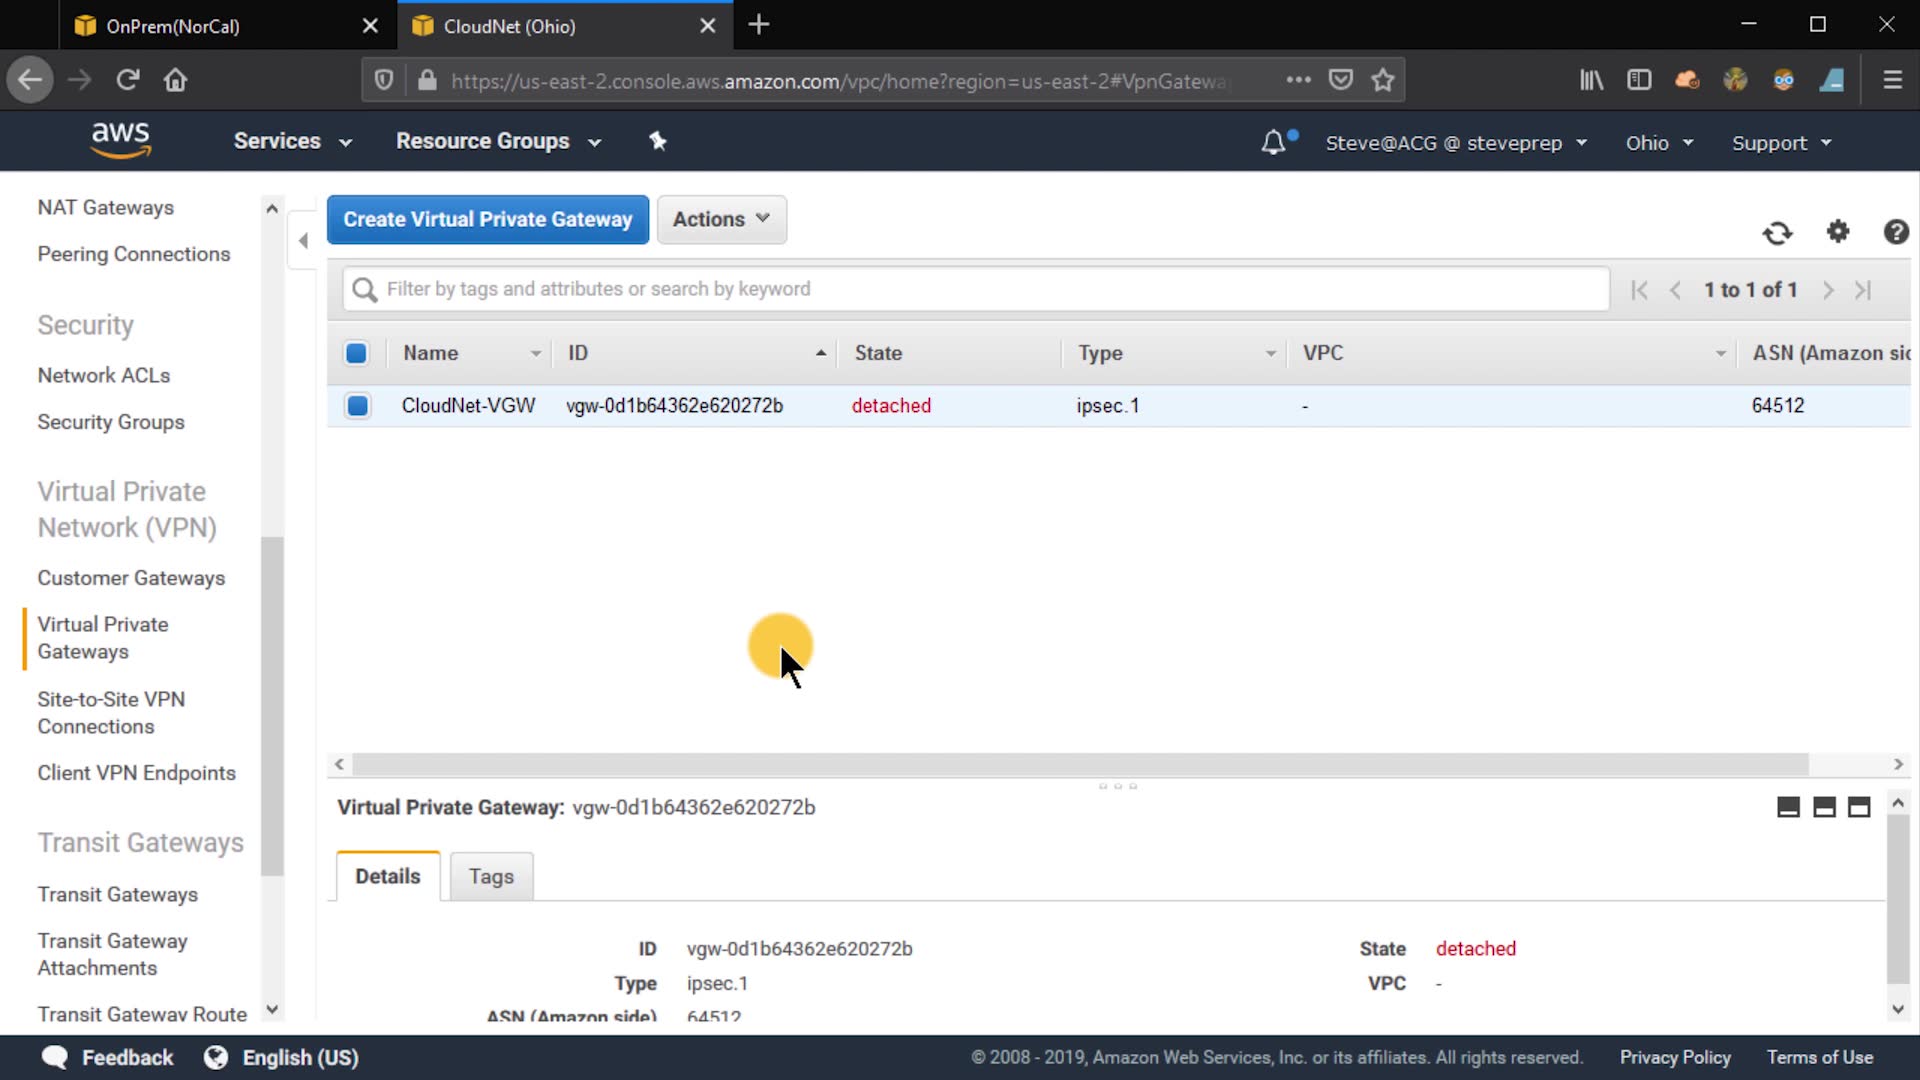 OnPrem(NorCal)
CloudNet (Ohio)
https://us-east-2.console.aws.amazon.com/vpc/home?region=us-east-2#VpnGatewa
aws
Services
Resource Groups
Steve@ACG @ steveprep
Ohio
Support
NAT Gateways
Peering Connections
Security
Network ACLs
Security Groups
Virtual Private
Network (VPN)
Customer Gateways
Virtual Private
Gateways
Site-to-Site VPN
Connections
Client VPN Endpoints
Transit Gateways
Transit Gateways
Transit Gateway
Attachments
Transit Gateway Route
Create Virtual Private Gateway
Actions
Filter by tags and attributes or search by keyword
1 to 1 of 1
Name ID State Type VPC ASN (Amazon sid
CloudNet-VGW vgw-0d1b64362e620272b detached ipsec.1 - 64512
Virtual Private Gateway: vgw-0d1b64362e620272b
Details
Tags
ID vgw-0d1b64362e620272b State detached
Type ipsec.1 VPC -
ASN (Amazon side) 64512
Feedback
English (US)
© 2008 - 2019, Amazon Web Services, Inc. or its affiliates. All rights reserved.
Privacy Policy
Terms of Use